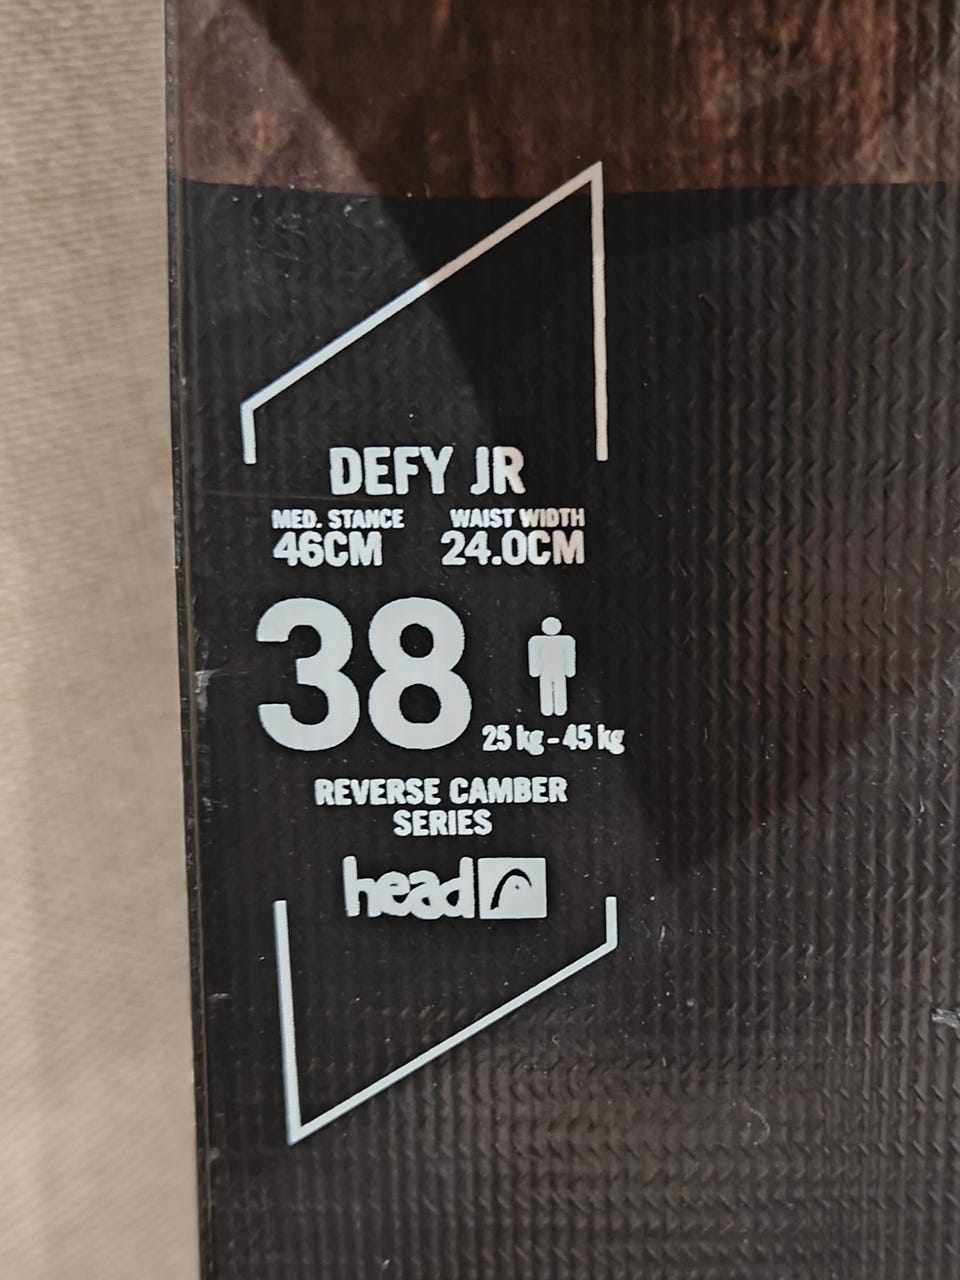 DEFY JR
MED. STANCE WAIST WIDTH
46CM 24.0CM
38
25 kg - 45 kg
REVERSE CAMBER
SERIES
head